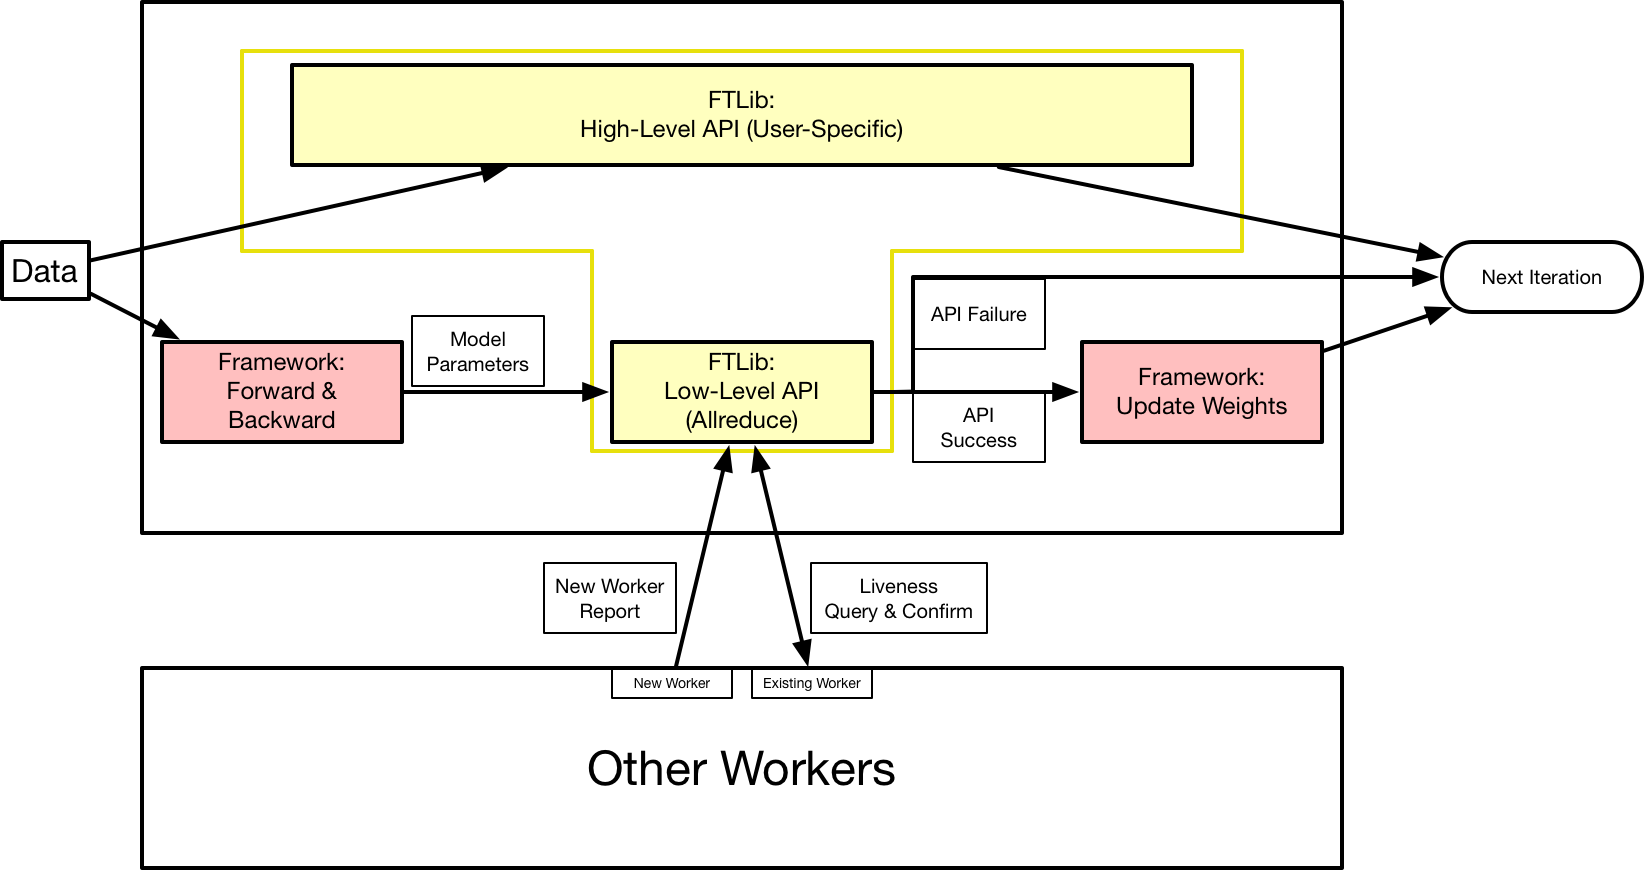 FTLib:
High-Level API (User-Specific)
Data
Next Iteration
API Failure
Model
Parameters
Framework:
Forward &
Backward
FTLib:
Low-Level API
(Allreduce)
Framework:
Update Weights
API
Success
New Worker
Report
Liveness
Query & Confirm
New Worker
Existing Worker
Other Workers